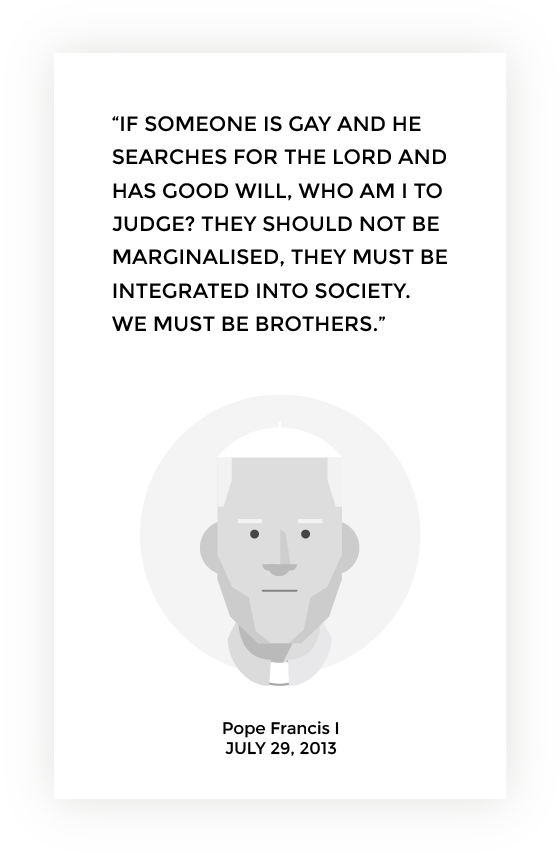 “IF SOMEONE IS GAY AND HE
SEARCHES FOR THE LORD AND
HAS GOOD WILL, WHO AM I TO
JUDGE? THEY SHOULD NOT BE
MARGINALISED, THEY MUST BE
INTEGRATED INTO SOCIETY.
WE MUST BE BROTHERS.”
Pope Francis I
JULY 29, 2013